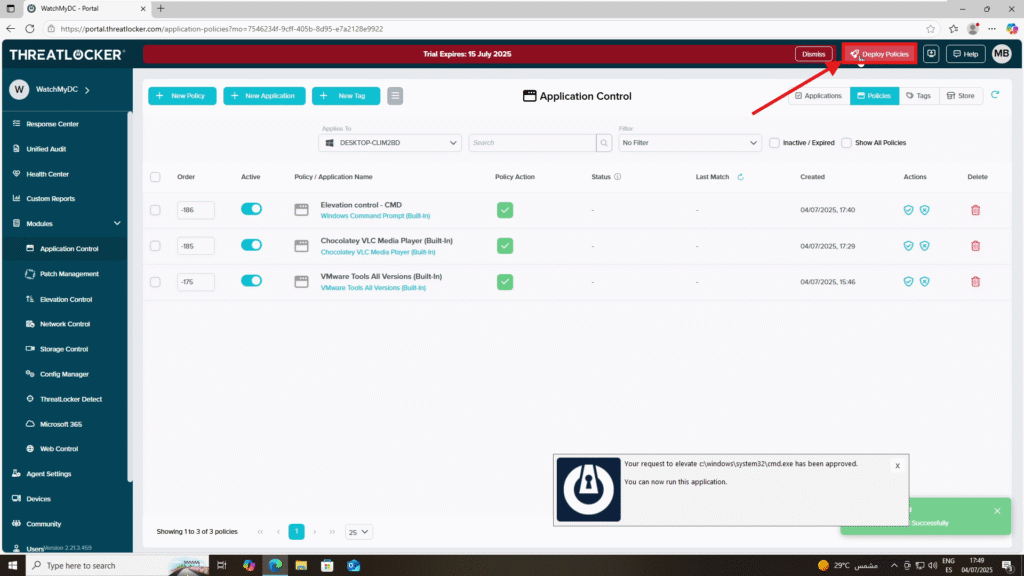 WatchMyDC - Portal
https://portal.threatlocker.com/application-policies?mo=7546234f-9cff-405b-8d95-e7a2128e9922
THREATLOCKER
Trial Expires: 15 July 2025
Dismiss
Deploy Policies
Help
MB
W
WatchMyDC
New Policy
New Application
New Tag
Application Control
Applications
Policies
Tags
Store
Response Center
Unified Audit
Health Center
Custom Reports
Modules
Application Control
Patch Management
Elevation Control
Network Control
Storage Control
Config Manager
ThreatLocker Detect
Microsoft 365
Web Control
Agent Settings
Devices
Community
Users
Version 2.21.3.459
Applies To
DESKTOP-CLIM2BD
Search
Filter
No Filter
Inactive / Expired
Show All Policies
Order
Active
Policy / Application Name
Policy Action
Status
Last Match
Created
Actions
Delete
-186
Elevation control - CMD
Windows Command Prompt (Built-In)
-
-
04/07/2025, 17:40
-185
Chocolatey VLC Media Player (Built-In)
Chocolatey VLC Media Player (Built-In)
-
-
04/07/2025, 17:29
-175
VMware Tools All Versions (Built-In)
VMware Tools All Versions (Built-In)
-
-
04/07/2025, 15:46
Your request to elevate c:\windows\system32\cmd.exe has been approved.
You can now run this application.
X
Successfully
Showing 1 to 3 of 3 policies
1
25
Type here to search
29°C
مشمس
ENG
ES
17:49
04/07/2025